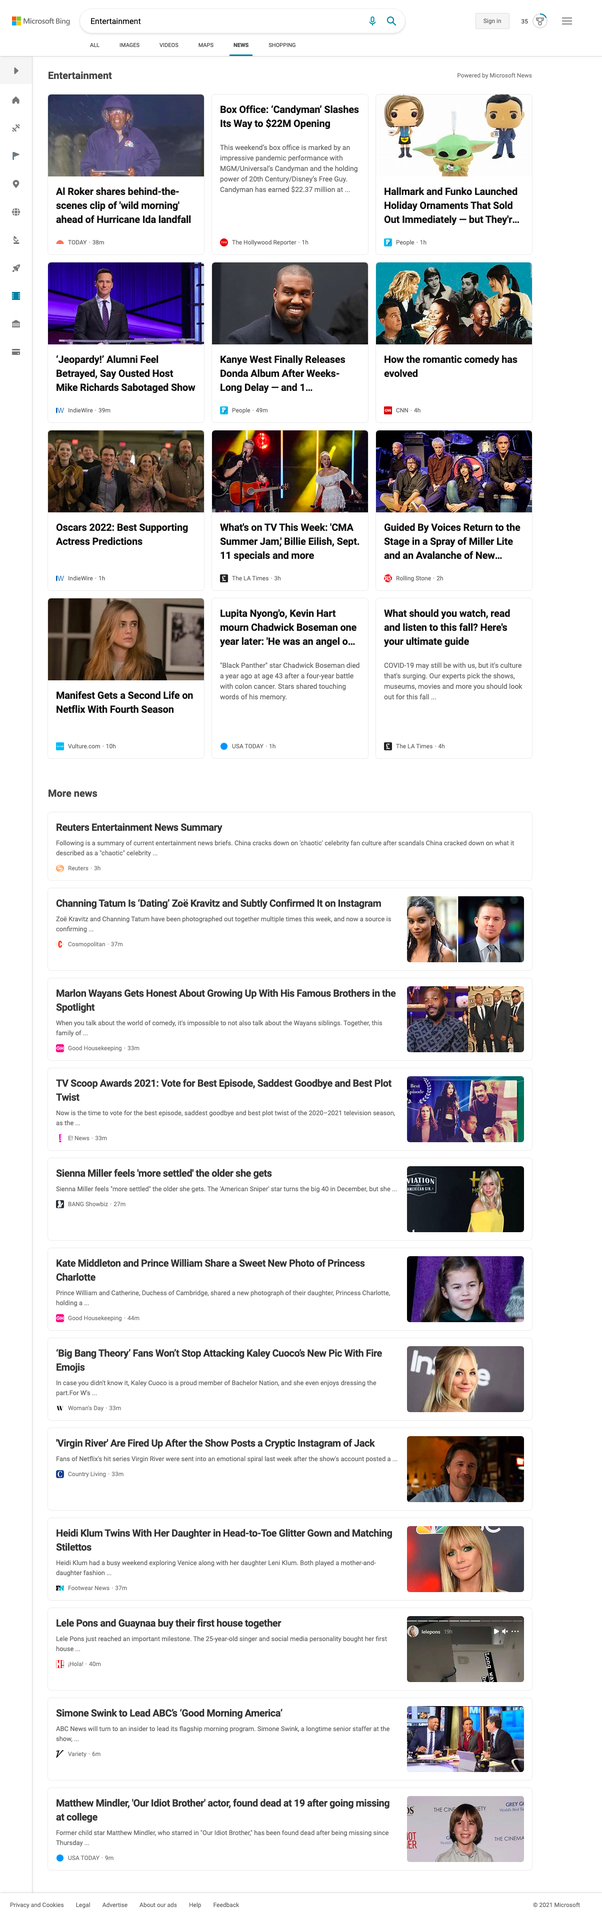 Microsoft Bing
Entertainment
Sign in
35
ALL IMAGES VIDEOS MAPS NEWS SHOPPING
Entertainment
Powered by Microsoft News
Al Roker shares behind-the-
scenes clip of 'wild morning'
ahead of Hurricane Ida landfall
TODAY · 38m
Box Office: ‘Candyman’ Slashes
Its Way to $22M Opening
This weekend's box office is marked by an
impressive pandemic performance with
MGM/Universal's Candyman and the holding
power of 20th Century/Disney's Free Guy.
Candyman has earned $22.37 million at ...
The Hollywood Reporter · 1h
Hallmark and Funko Launched
Holiday Ornaments That Sold
Out Immediately — but They'r...
People · 1h
‘Jeopardy!’ Alumni Feel
Betrayed, Say Ousted Host
Mike Richards Sabotaged Show
IndieWire · 39m
Kanye West Finally Releases
Donda Album After Weeks-
Long Delay — and 1...
People · 49m
How the romantic comedy has
evolved
CNN · 4h
Oscars 2022: Best Supporting
Actress Predictions
IndieWire · 1h
What's on TV This Week: 'CMA
Summer Jam,' Billie Eilish, Sept.
11 specials and more
The LA Times · 3h
Guided By Voices Return to the
Stage in a Spray of Miller Lite
and an Avalanche of New...
Rolling Stone · 2h
Manifest Gets a Second Life on
Netflix With Fourth Season
Vulture.com · 10h
Lupita Nyong'o, Kevin Hart
mourn Chadwick Boseman one
year later: 'He was an angel o...
"Black Panther" star Chadwick Boseman died
a year ago at age 43 after a four-year battle
with colon cancer. Stars shared touching
words of his memory.
USA TODAY · 1h
What should you watch, read
and listen to this fall? Here's
your ultimate guide
COVID-19 may still be with us, but it's culture
that's surging. Our experts pick the shows,
museums, movies and more you should look
out for this fall ...
The LA Times · 4h
More news
Reuters Entertainment News Summary
Following is a summary of current entertainment news briefs. China cracks down on 'chaotic' celebrity fan culture after scandals China cracked down on what it
described as a "chaotic" celebrity ...
Reuters · 3h
Channing Tatum Is ‘Dating’ Zoë Kravitz and Subtly Confirmed It on Instagram
Zoë Kravitz and Channing Tatum have been photographed out together multiple times this week, and now a source is
confirming ...
Cosmopolitan · 37m
Marlon Wayans Gets Honest About Growing Up With His Famous Brothers in the
Spotlight
When you talk about the world of comedy, it's impossible to not also talk about the Wayans siblings. Together, this
family of ...
Good Housekeeping · 33m
TV Scoop Awards 2021: Vote for Best Episode, Saddest Goodbye and Best Plot
Twist
Now is the time to vote for the best episode, saddest goodbye and best plot twist of the 2020–2021 television season,
as the ...
E! News · 33m
Best
Episode
Sienna Miller feels 'more settled' the older she gets
Sienna Miller feels "more settled" the older she gets. The 'American Sniper' star turns the big 40 in December, but she ...
BANG Showbiz · 27m
VIATION
Kate Middleton and Prince William Share a Sweet New Photo of Princess
Charlotte
Prince William and Catherine, Duchess of Cambridge, shared a new photograph of their daughter, Princess Charlotte,
holding a ...
Good Housekeeping · 44m
‘Big Bang Theory’ Fans Won’t Stop Attacking Kaley Cuoco’s New Pic With Fire
Emojis
In case you didn't know it, Kaley Cuoco is a proud member of Bachelor Nation, and she even enjoys dressing the
part.For W's ...
Woman's Day · 33m
'Virgin River' Are Fired Up After the Show Posts a Cryptic Instagram of Jack
Fans of Netflix's hit series Virgin River were sent into an emotional spiral last week after the show's account posted a ...
Country Living · 33m
Heidi Klum Twins With Her Daughter in Head-to-Toe Glitter Gown and Matching
Stilettos
Heidi Klum had a busy weekend exploring Venice along with her daughter Leni Klum. Both played a mother-and-
daughter fashion ...
Footwear News · 37m
Lele Pons and Guaynaa buy their first house together
Lele Pons just reached an important milestone. The 25-year-old singer and social media personality bought her first
house ...
¡Hola! · 40m
lelepons 19h
Simone Swink to Lead ABC’s ‘Good Morning America’
ABC News will turn to an insider to lead its flagship morning program. Simone Swink, a longtime senior staffer at the
show, ...
Variety · 6m
Matthew Mindler, 'Our Idiot Brother' actor, found dead at 19 after going missing
at college
Former child star Matthew Mindler, who starred in "Our Idiot Brother," has been found dead after being missing since
Thursday ...
USA TODAY · 9m
Privacy and Cookies Legal Advertise About our ads Help Feedback
© 2021 Microsoft